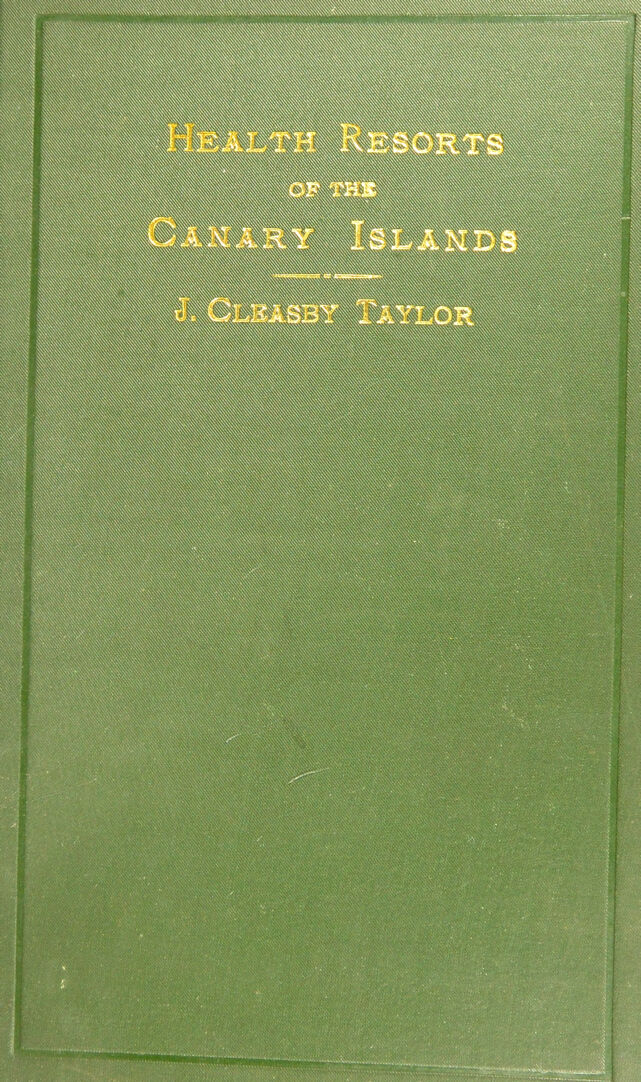 HEALTH RESORTS
OF THE
CANARY ISLANDS
J. CLEASBY TAYLOR